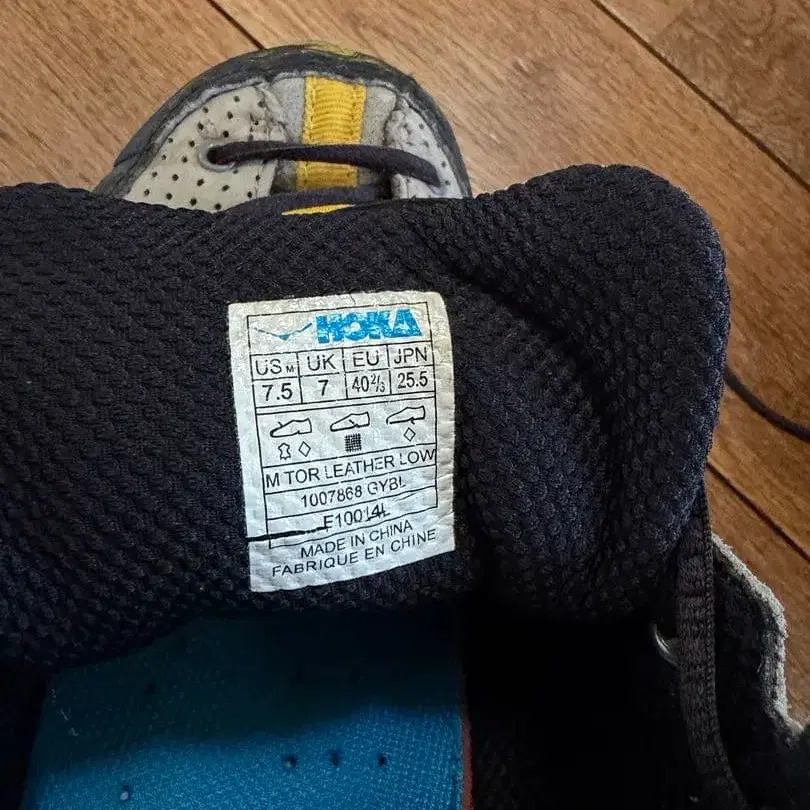 HOKA
US M UK EU JPN
7.5 7 40⅔ 25.5
M TOR LEATHER LOW
1007868 GYBL
F10014L
MADE IN CHINA
FABRIQUE EN CHINE